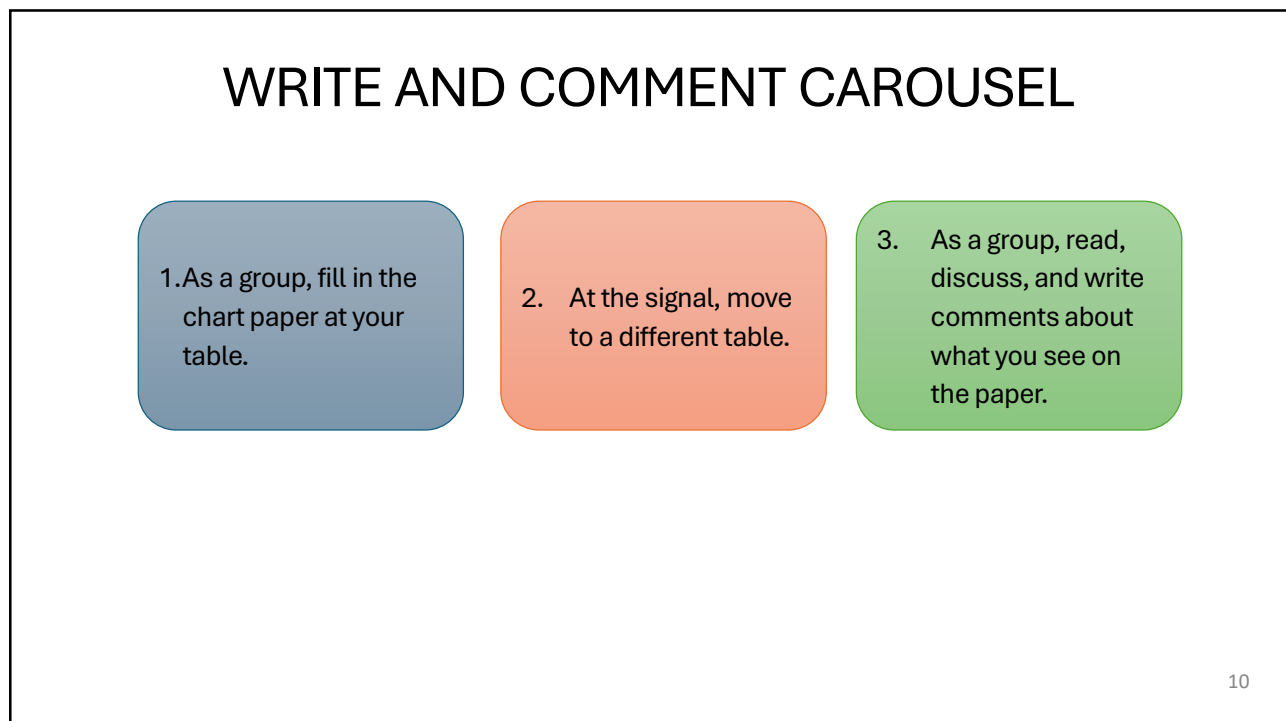 WRITE AND COMMENT CAROUSEL
1.As a group, fill in the
chart paper at your
table.
2. At the signal, move
to a different table.
3. As a group, read,
discuss, and write
comments about
what you see on
the paper.
10